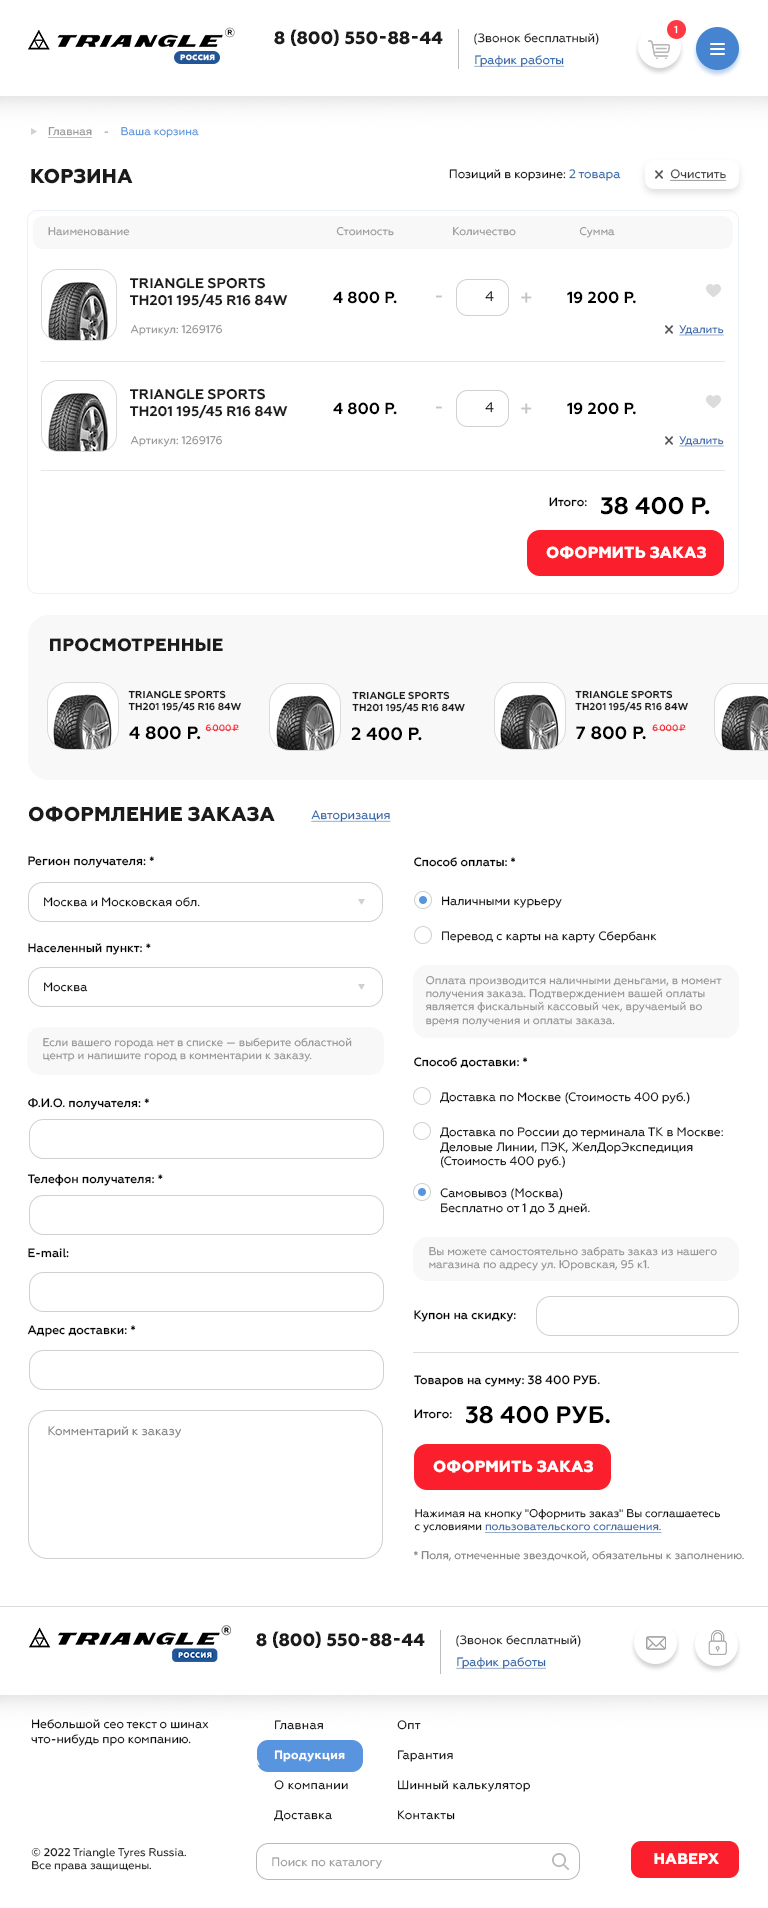 TRIANGLE®
РОССИЯ
8 (800) 550-88-44
(Звонок бесплатный)
График работы
1
Главная - Ваша корзина
КОРЗИНА
Позиций в корзине: 2 товара
Очистить
Наименование Стоимость Количество Сумма
TRIANGLE SPORTS
TH201 195/45 R16 84W
Артикул: 1269176
4 800 Р.
- 4 +
19 200 Р.
Удалить
TRIANGLE SPORTS
TH201 195/45 R16 84W
Артикул: 1269176
4 800 Р.
- 4 +
19 200 Р.
Удалить
Итого: 38 400 Р.
ОФОРМИТЬ ЗАКАЗ
ПРОСМОТРЕННЫЕ
TRIANGLE SPORTS
TH201 195/45 R16 84W
4 800 Р. 6 000 ₽
TRIANGLE SPORTS
TH201 195/45 R16 84W
2 400 Р.
TRIANGLE SPORTS
TH201 195/45 R16 84W
7 800 Р. 6 000 ₽
ОФОРМЛЕНИЕ ЗАКАЗА
Авторизация
Регион получателя: *
Москва и Московская обл.
Населенный пункт: *
Москва
Если вашего города нет в списке — выберите областной
центр и напишите город в комментарии к заказу.
Ф.И.О. получателя: *
Телефон получателя: *
E-mail:
Адрес доставки: *
Комментарий к заказу
Способ оплаты: *
Наличными курьеру
Перевод с карты на карту Сбербанк
Оплата производится наличными деньгами, в момент
получения заказа. Подтверждением вашей оплаты
является фискальный кассовый чек, вручаемый во
время получения и оплаты заказа.
Способ доставки: *
Доставка по Москве (Стоимость 400 руб.)
Доставка по России до терминала ТК в Москве:
Деловые Линии, ПЭК, ЖелДорЭкспедиция
(Стоимость 400 руб.)
Самовывоз (Москва)
Бесплатно от 1 до 3 дней.
Вы можете самостоятельно забрать заказ из нашего
магазина по адресу ул. Юровская, 95 к1.
Купон на скидку:
Товаров на сумму: 38 400 РУБ.
Итого: 38 400 РУБ.
ОФОРМИТЬ ЗАКАЗ
Нажимая на кнопку "Оформить заказ" Вы соглашаетесь
с условиями пользовательского соглашения.
* Поля, отмеченные звездочкой, обязательны к заполнению.
TRIANGLE®
РОССИЯ
8 (800) 550-88-44
(Звонок бесплатный)
График работы
Небольшой сео текст о шинах
что-нибудь про компанию.
Главная
Продукция
О компании
Доставка
Опт
Гарантия
Шинный калькулятор
Контакты
© 2022 Triangle Tyres Russia.
Все права защищены.
Поиск по каталогу
НАВЕРХ